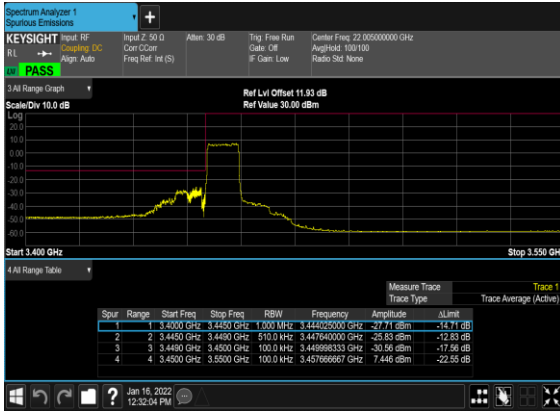 Spectrum Analyzer 1
Spurious Emissions
+
KEYSIGHT Input: RF Input Z: 50 Ω Atten: 30 dB Trig: Free Run Center Freq: 22.005000000 GHz
RL Coupling: DC Corr CCorr Gate: Off Avg|Hold: 100/100
Align: Auto Freq Ref: Int (S) IF Gain: Low Radio Std: None
PASS
3 All Range Graph
Ref Lvl Offset 11.93 dB
Scale/Div 10.0 dB Ref Value 30.00 dBm
Log
20.0
10.0
0.00
-10.0
-20.0
-30.0
-40.0
-50.0
-60.0
Start 3.400 GHz Stop 3.550 GH
4 All Range Table
Measure Trace Trace 1
Trace Type Trace Average (Active)
Spur Range Start Freq Stop Freq RBW Frequency Amplitude ΔLimit
1 1 3.4000 GHz 3.4450 GHz 1.000 MHz 3.444025000 GHz -27.71 dBm -14.71 dB
2 2 3.4450 GHz 3.4490 GHz 510.0 kHz 3.447640000 GHz -25.83 dBm -12.83 dB
3 3 3.4490 GHz 3.4500 GHz 100.0 kHz 3.449998333 GHz -30.56 dBm -17.56 dB
4 4 3.4500 GHz 3.5500 GHz 100.0 kHz 3.457666667 GHz 7.446 dBm -22.55 dB
? Jan 16, 2022
12:32:04 PM